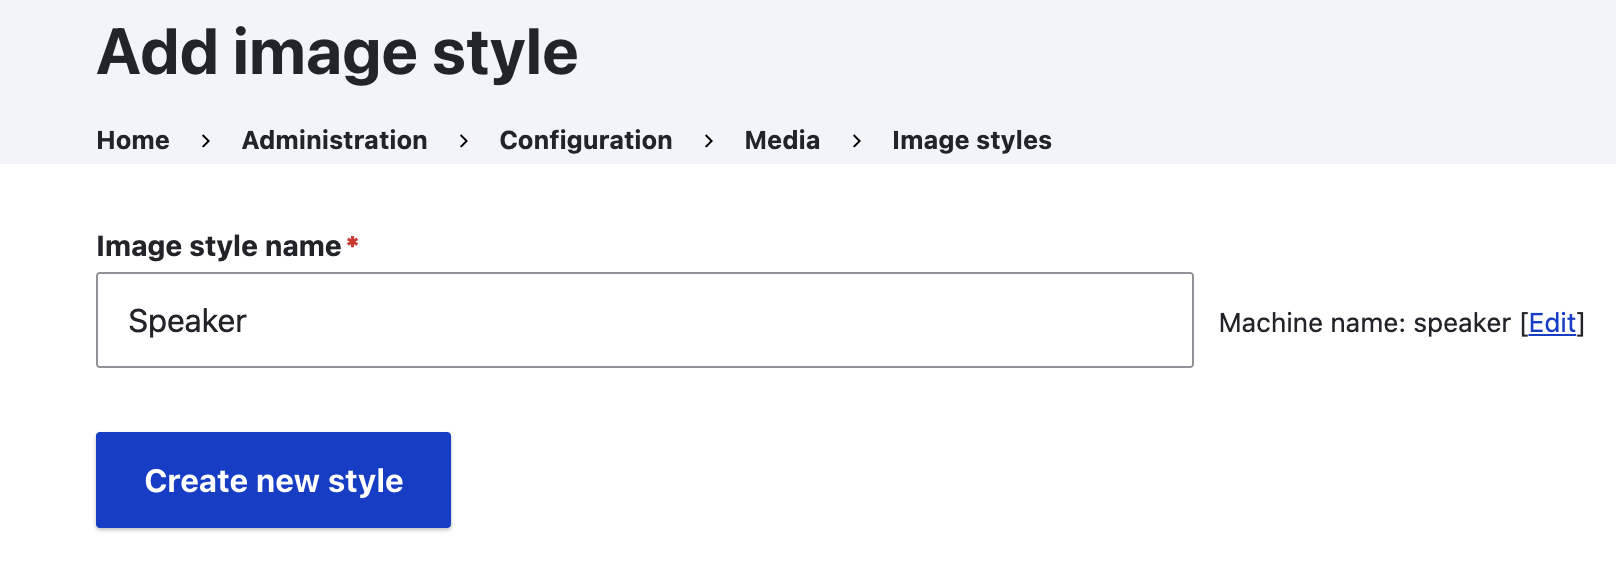 Add image style
Home > Administration > Configuration > Media > Image styles
Image style name*
Speaker
Machine name: speaker [Edit]
Create new style